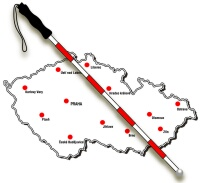 Liberec
Ústí nad Labem
Karlovy Vary
Hradec Králové
PRAHA
Ostrava
Plzeň
Olomouc
Jihlava
Zlín
Brno
České Budějovice